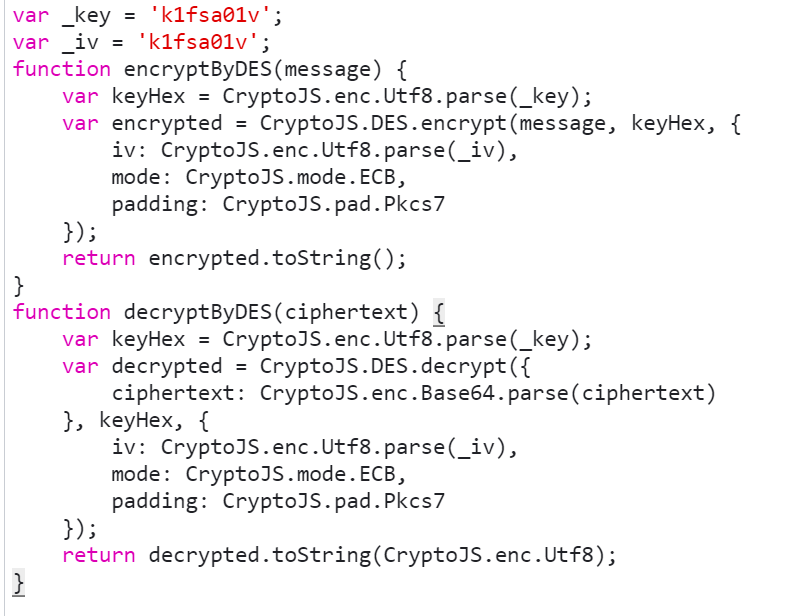 var _key = 'k1fsa01v';
var _iv = 'k1fsa01v';
function encryptByDES(message) {
    var keyHex = CryptoJS.enc.Utf8.parse(_key);
    var encrypted = CryptoJS.DES.encrypt(message, keyHex, {
        iv: CryptoJS.enc.Utf8.parse(_iv),
        mode: CryptoJS.mode.ECB,
        padding: CryptoJS.pad.Pkcs7
    });
    return encrypted.toString();
}
function decryptByDES(ciphertext) {
    var keyHex = CryptoJS.enc.Utf8.parse(_key);
    var decrypted = CryptoJS.DES.decrypt({
        ciphertext: CryptoJS.enc.Base64.parse(ciphertext)
    }, keyHex, {
        iv: CryptoJS.enc.Utf8.parse(_iv),
        mode: CryptoJS.mode.ECB,
        padding: CryptoJS.pad.Pkcs7
    });
    return decrypted.toString(CryptoJS.enc.Utf8);
}